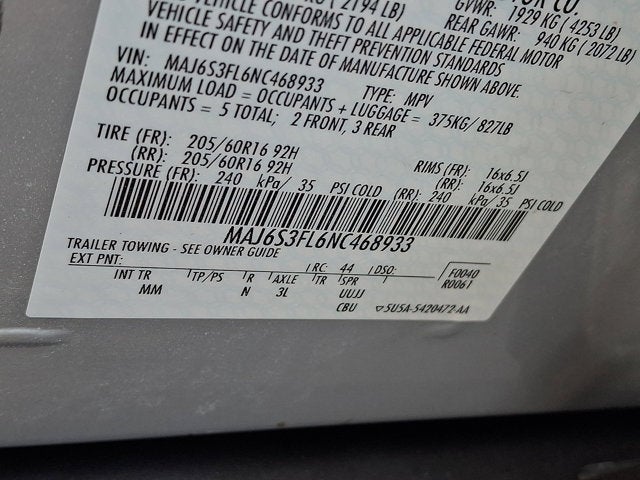 KG ( 2194 LB) GVWR: 1929 KG ( 4253 LB)
REAR GAWR: 940 KG ( 2072 LB)
VEHICLE CONFORMS TO ALL APPLICABLE FEDERAL MOTOR
VEHICLE SAFETY AND THEFT PREVENTION STANDARDS
IN EFFECT ON THE DATE OF MANUFACTURE SHOWN ABOVE.
VIN: MAJ6S3FL6NC468933 TYPE: MPV
MAXIMUM LOAD = OCCUPANTS + LUGGAGE = 375KG/ 827LB
OCCUPANTS = 5 TOTAL; 2 FRONT, 3 REAR
TIRE (FR): 205/60R16 92H RIMS (FR): 16x6.5J
(RR): 205/60R16 92H (RR): 16x6.5J
PRESSURE (FR): 240 kPa/ 35 PSI COLD (RR): 240 kPa/ 35 PSI COLD
MAJ6S3FL6NC468933
TRAILER TOWING - SEE OWNER GUIDE
EXT PNT: RC: 44 DSO: F0040
INT TR TP/PS R AXLE TR SPR R0061
MM N 3L UUJJ
CBU 5U5A-5420472-AA